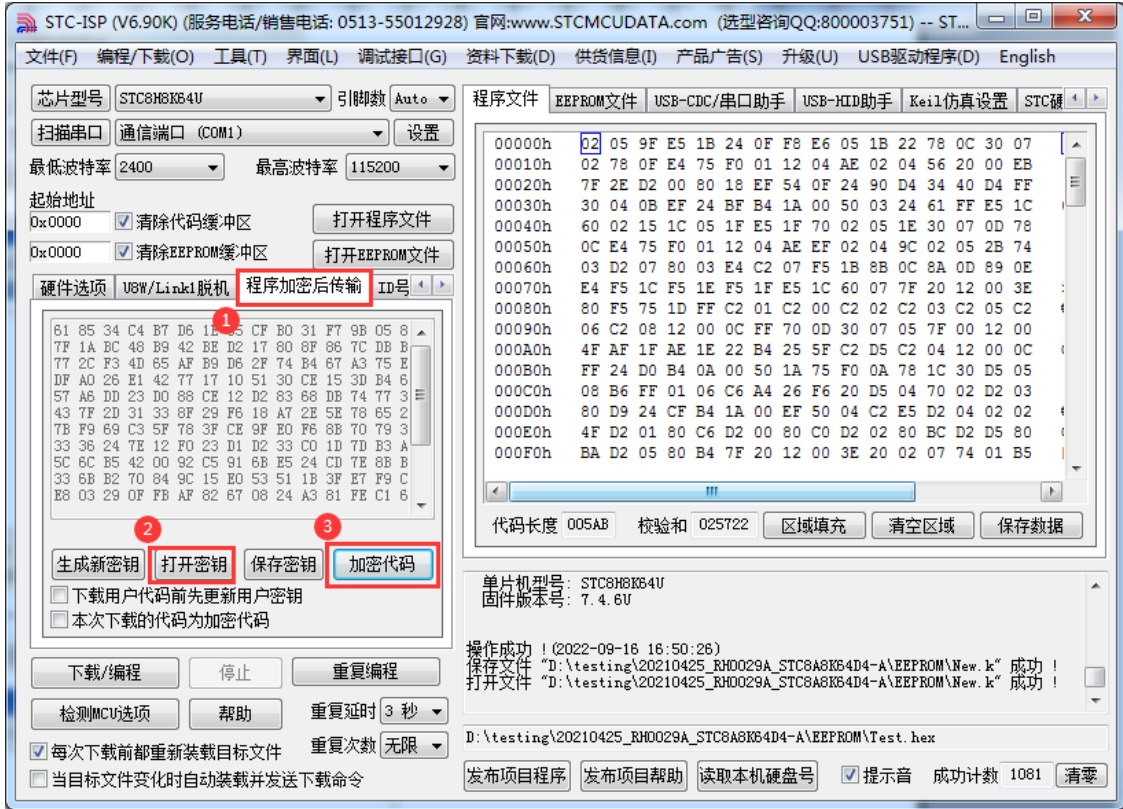 STC-ISP (V6.90K) (服务电话/销售电话: 0513-55012928) 官网:www.STCMCUDATA.com (选型咨询QQ:800003751) -- ST...
文件(F) 编程/下载(O) 工具(T) 界面(L) 调试接口(G) 资料下载(D) 供货信息(I) 产品广告(S) 升级(U) USB驱动程序(D) English
芯片型号 STC8H8K64U 引脚数 Auto
扫描串口 通信端口 (COM1) 设置
最低波特率 2400 最高波特率 115200
起始地址
0x0000 清除代码缓冲区 打开程序文件
0x0000 清除EEPROM缓冲区 打开EEPROM文件
硬件选项 U8W/Link1脱机 程序加密后传输 ID号
1
61 85 34 C4 B7 D6 CF B0 31 F7 9B 05 8
7F 1A BC 48 B9 42 BE D2 17 80 8F 86 7C DB B
77 2C F3 4D 65 AF B9 D6 2F 74 B4 67 A3 75 E
DF A0 26 E1 42 77 17 10 51 30 CE 15 3D B4 6
57 A6 DD 23 D0 88 CE 12 D2 83 68 DB 74 77 3
43 7F 2D 31 33 8F 29 F6 18 A7 2E 5E 78 65 2
7B F9 69 C3 5F 78 3F CE 9F E0 F6 8B 70 79 3
33 36 24 7E 12 F0 23 D1 D2 33 C0 1D 7D B3 A
5C 6C B5 42 00 92 C5 91 6B E5 24 CD 7E 8B B
33 6B B2 70 84 9C 15 E0 53 51 1B 3F E7 F9 C
E8 03 29 0F FB AF 82 67 08 24 A3 81 FE C1 6
2 3
生成新密钥 打开密钥 保存密钥 加密代码
下载用户代码前先更新用户密钥
本次下载的代码为加密代码
下载/编程 停止 重复编程
检测MCU选项 帮助 重复延时 3 秒
每次下载前都重新装载目标文件 重复次数 无限
当目标文件变化时自动装载并发送下载命令
程序文件 EEPROM文件 USB-CDC/串口助手 USB-HID助手 Keil仿真设置 STC硬
00000h 02 05 9F E5 1B 24 0F F8 E6 05 1B 22 78 0C 30 07
00010h 02 78 0F E4 75 F0 01 12 04 AE 02 04 56 20 00 EB
00020h 7F 2E D2 00 80 18 EF 54 0F 24 90 D4 34 40 D4 FF
00030h 30 04 0B EF 24 BF B4 1A 00 50 03 24 61 FF E5 1C
00040h 60 02 15 1C 05 1F E5 1F 70 02 05 1E 30 07 0D 78
00050h 0C E4 75 F0 01 12 04 AE EF 02 04 9C 02 05 2B 74
00060h 03 D2 07 80 03 E4 C2 07 F5 1B 8B 0C 8A 0D 89 0E
00070h E4 F5 1C F5 1E F5 1F E5 1C 60 07 7F 20 12 00 3E
00080h 80 F5 75 1D FF C2 01 C2 00 C2 02 C2 03 C2 05 C2
00090h 06 C2 08 12 00 0C FF 70 0D 30 07 05 7F 00 12 00
000A0h 4F AF 1F AE 1E 22 B4 25 5F C2 D5 C2 04 12 00 0C
000B0h FF 24 D0 B4 0A 00 50 1A 75 F0 0A 78 1C 30 D5 05
000C0h 08 B6 FF 01 06 C6 A4 26 F6 20 D5 04 70 02 D2 03
000D0h 80 D9 24 CF B4 1A 00 EF 50 04 C2 E5 D2 04 02 02
000E0h 4F D2 01 80 C6 D2 00 80 C0 D2 02 80 BC D2 D5 80
000F0h BA D2 05 80 B4 7F 20 12 00 3E 20 02 07 74 01 B5
代码长度 005AB 校验和 025722 区域填充 清空区域 保存数据
单片机型号: STC8H8K64U
固件版本号: 7.4.6U
操作成功 !(2022-09-16 16:50:26)
保存文件 "D:\testing\20210425_RH0029A_STC8A8K64D4-A\EEPROM\New.k" 成功 !
打开文件 "D:\testing\20210425_RH0029A_STC8A8K64D4-A\EEPROM\New.k" 成功 !
D:\testing\20210425_RH0029A_STC8A8K64D4-A\EEPROM\Test.hex
发布项目程序 发布项目帮助 读取本机硬盘号 提示音 成功计数 1081 清零